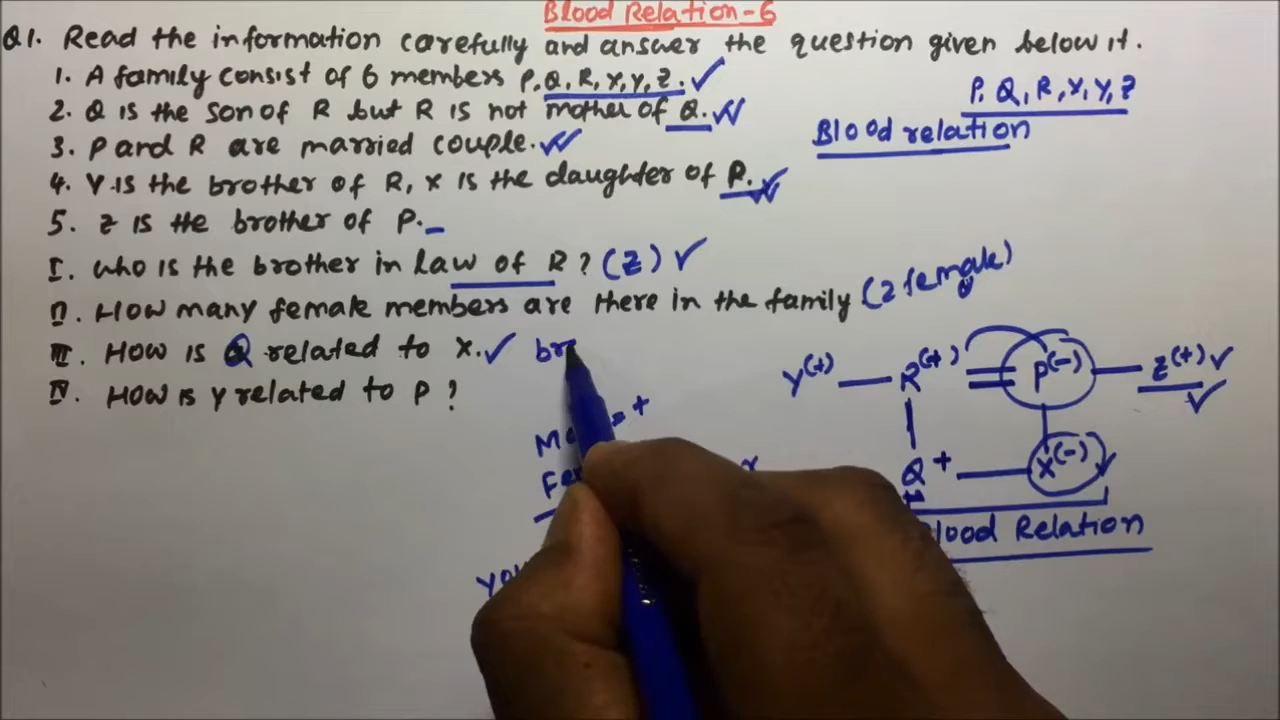 Blood Relation-6
Q1. Read the information carefully and answer the question given below it.
1. A family consist of 6 members P, Q, R, X, Y, Z.
P, Q, R, X, Y, Z
2. Q is the son of R but R is not mother of Q.
Blood relation
3. P and R are married couple.
4. Y is the brother of R, X is the daughter of P.
5. Z is the brother of P.
I. who is the brother in law of R? (Z)
II. How many female members are there in the family (2 female)
III. How is Q related to X. br
IV. How is Y related to P?
Y(+) R(+) P(-) Z(+)
Q + X(-)
Blood Relation